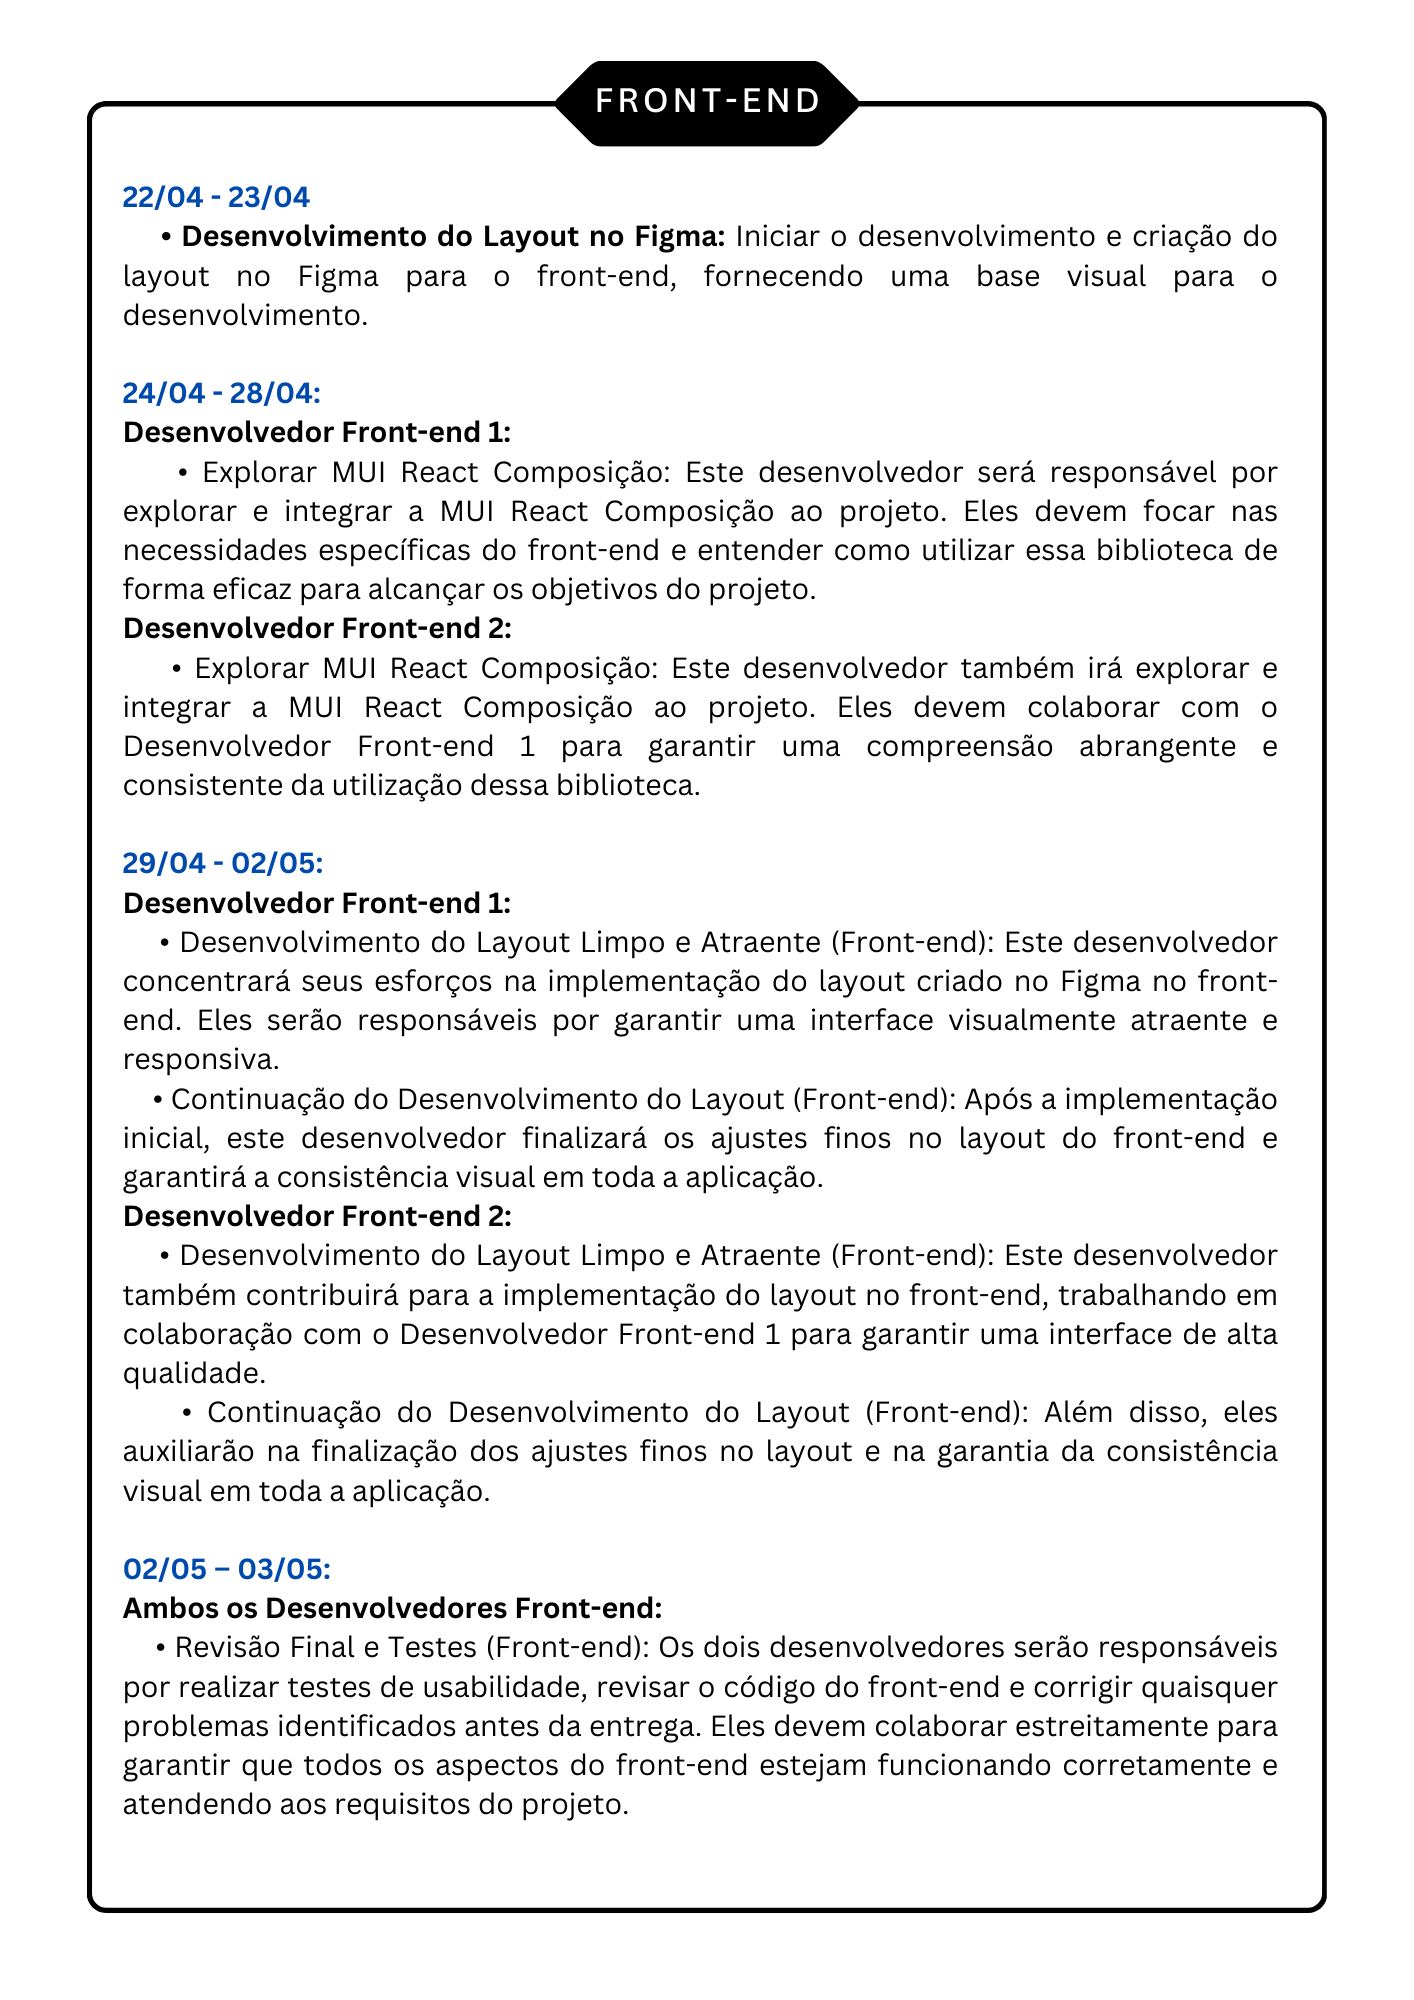 FRONT-END
22/04 - 23/04
• Desenvolvimento do Layout no Figma: Iniciar o desenvolvimento e criação do
layout no Figma para o front-end, fornecendo uma base visual para o
desenvolvimento.
24/04 - 28/04:
Desenvolvedor Front-end 1:
• Explorar MUI React Composição: Este desenvolvedor será responsável por
explorar e integrar a MUI React Composição ao projeto. Eles devem focar nas
necessidades específicas do front-end e entender como utilizar essa biblioteca de
forma eficaz para alcançar os objetivos do projeto.
Desenvolvedor Front-end 2:
• Explorar MUI React Composição: Este desenvolvedor também irá explorar e
integrar a MUI React Composição ao projeto. Eles devem colaborar com o
Desenvolvedor Front-end 1 para garantir uma compreensão abrangente e
consistente da utilização dessa biblioteca.
29/04 - 02/05:
Desenvolvedor Front-end 1:
• Desenvolvimento do Layout Limpo e Atraente (Front-end): Este desenvolvedor
concentrará seus esforços na implementação do layout criado no Figma no front-
end. Eles serão responsáveis por garantir uma interface visualmente atraente e
responsiva.
• Continuação do Desenvolvimento do Layout (Front-end): Após a implementação
inicial, este desenvolvedor finalizará os ajustes finos no layout do front-end e
garantirá a consistência visual em toda a aplicação.
Desenvolvedor Front-end 2:
• Desenvolvimento do Layout Limpo e Atraente (Front-end): Este desenvolvedor
também contribuirá para a implementação do layout no front-end, trabalhando em
colaboração com o Desenvolvedor Front-end 1 para garantir uma interface de alta
qualidade.
• Continuação do Desenvolvimento do Layout (Front-end): Além disso, eles
auxiliarão na finalização dos ajustes finos no layout e na garantia da consistência
visual em toda a aplicação.
02/05 – 03/05:
Ambos os Desenvolvedores Front-end:
• Revisão Final e Testes (Front-end): Os dois desenvolvedores serão responsáveis
por realizar testes de usabilidade, revisar o código do front-end e corrigir quaisquer
problemas identificados antes da entrega. Eles devem colaborar estreitamente para
garantir que todos os aspectos do front-end estejam funcionando corretamente e
atendendo aos requisitos do projeto.